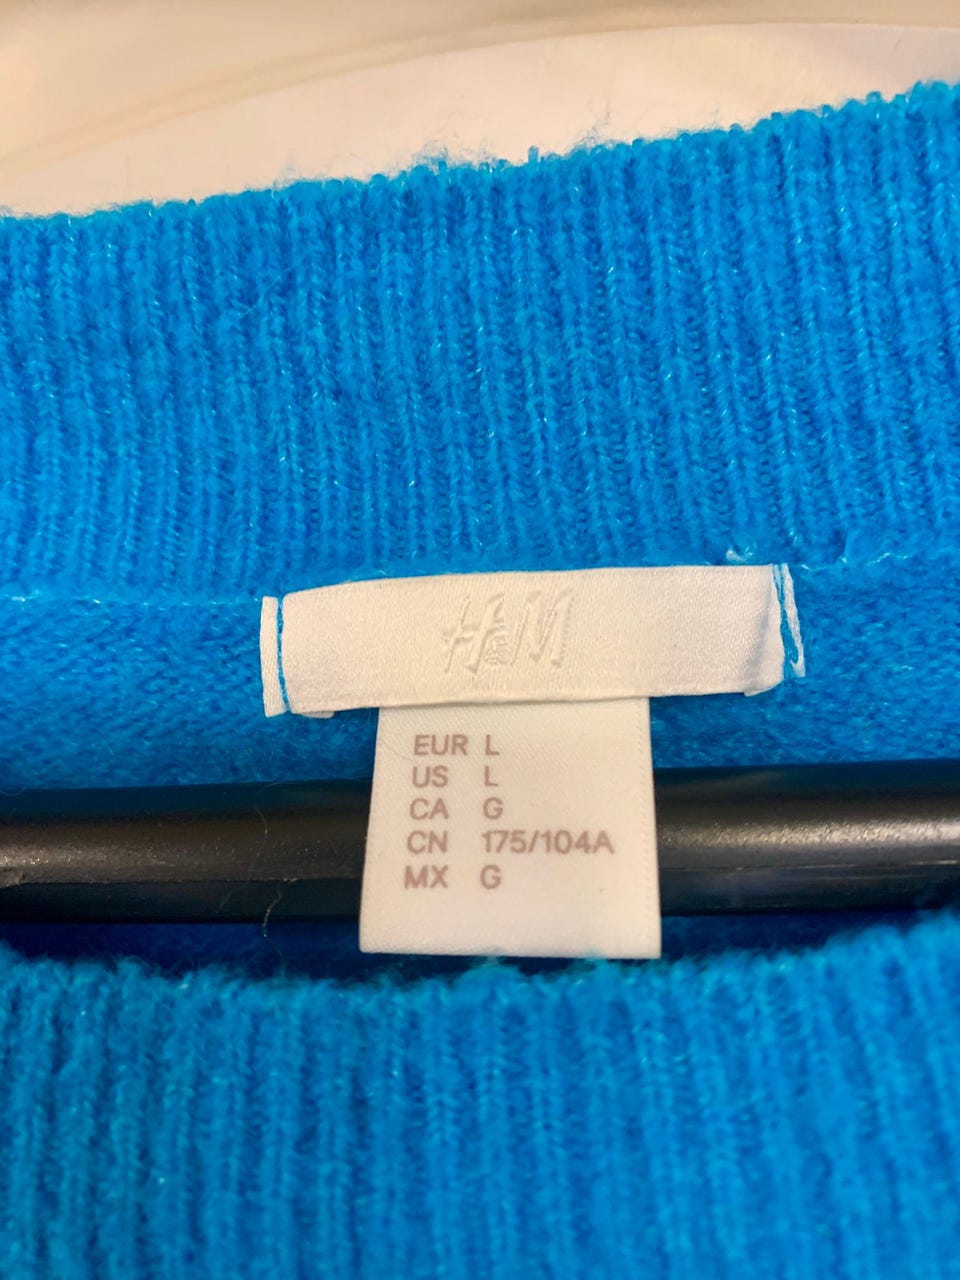 H&M
EUR L
US L
CA G
CN 175/104A
MX G